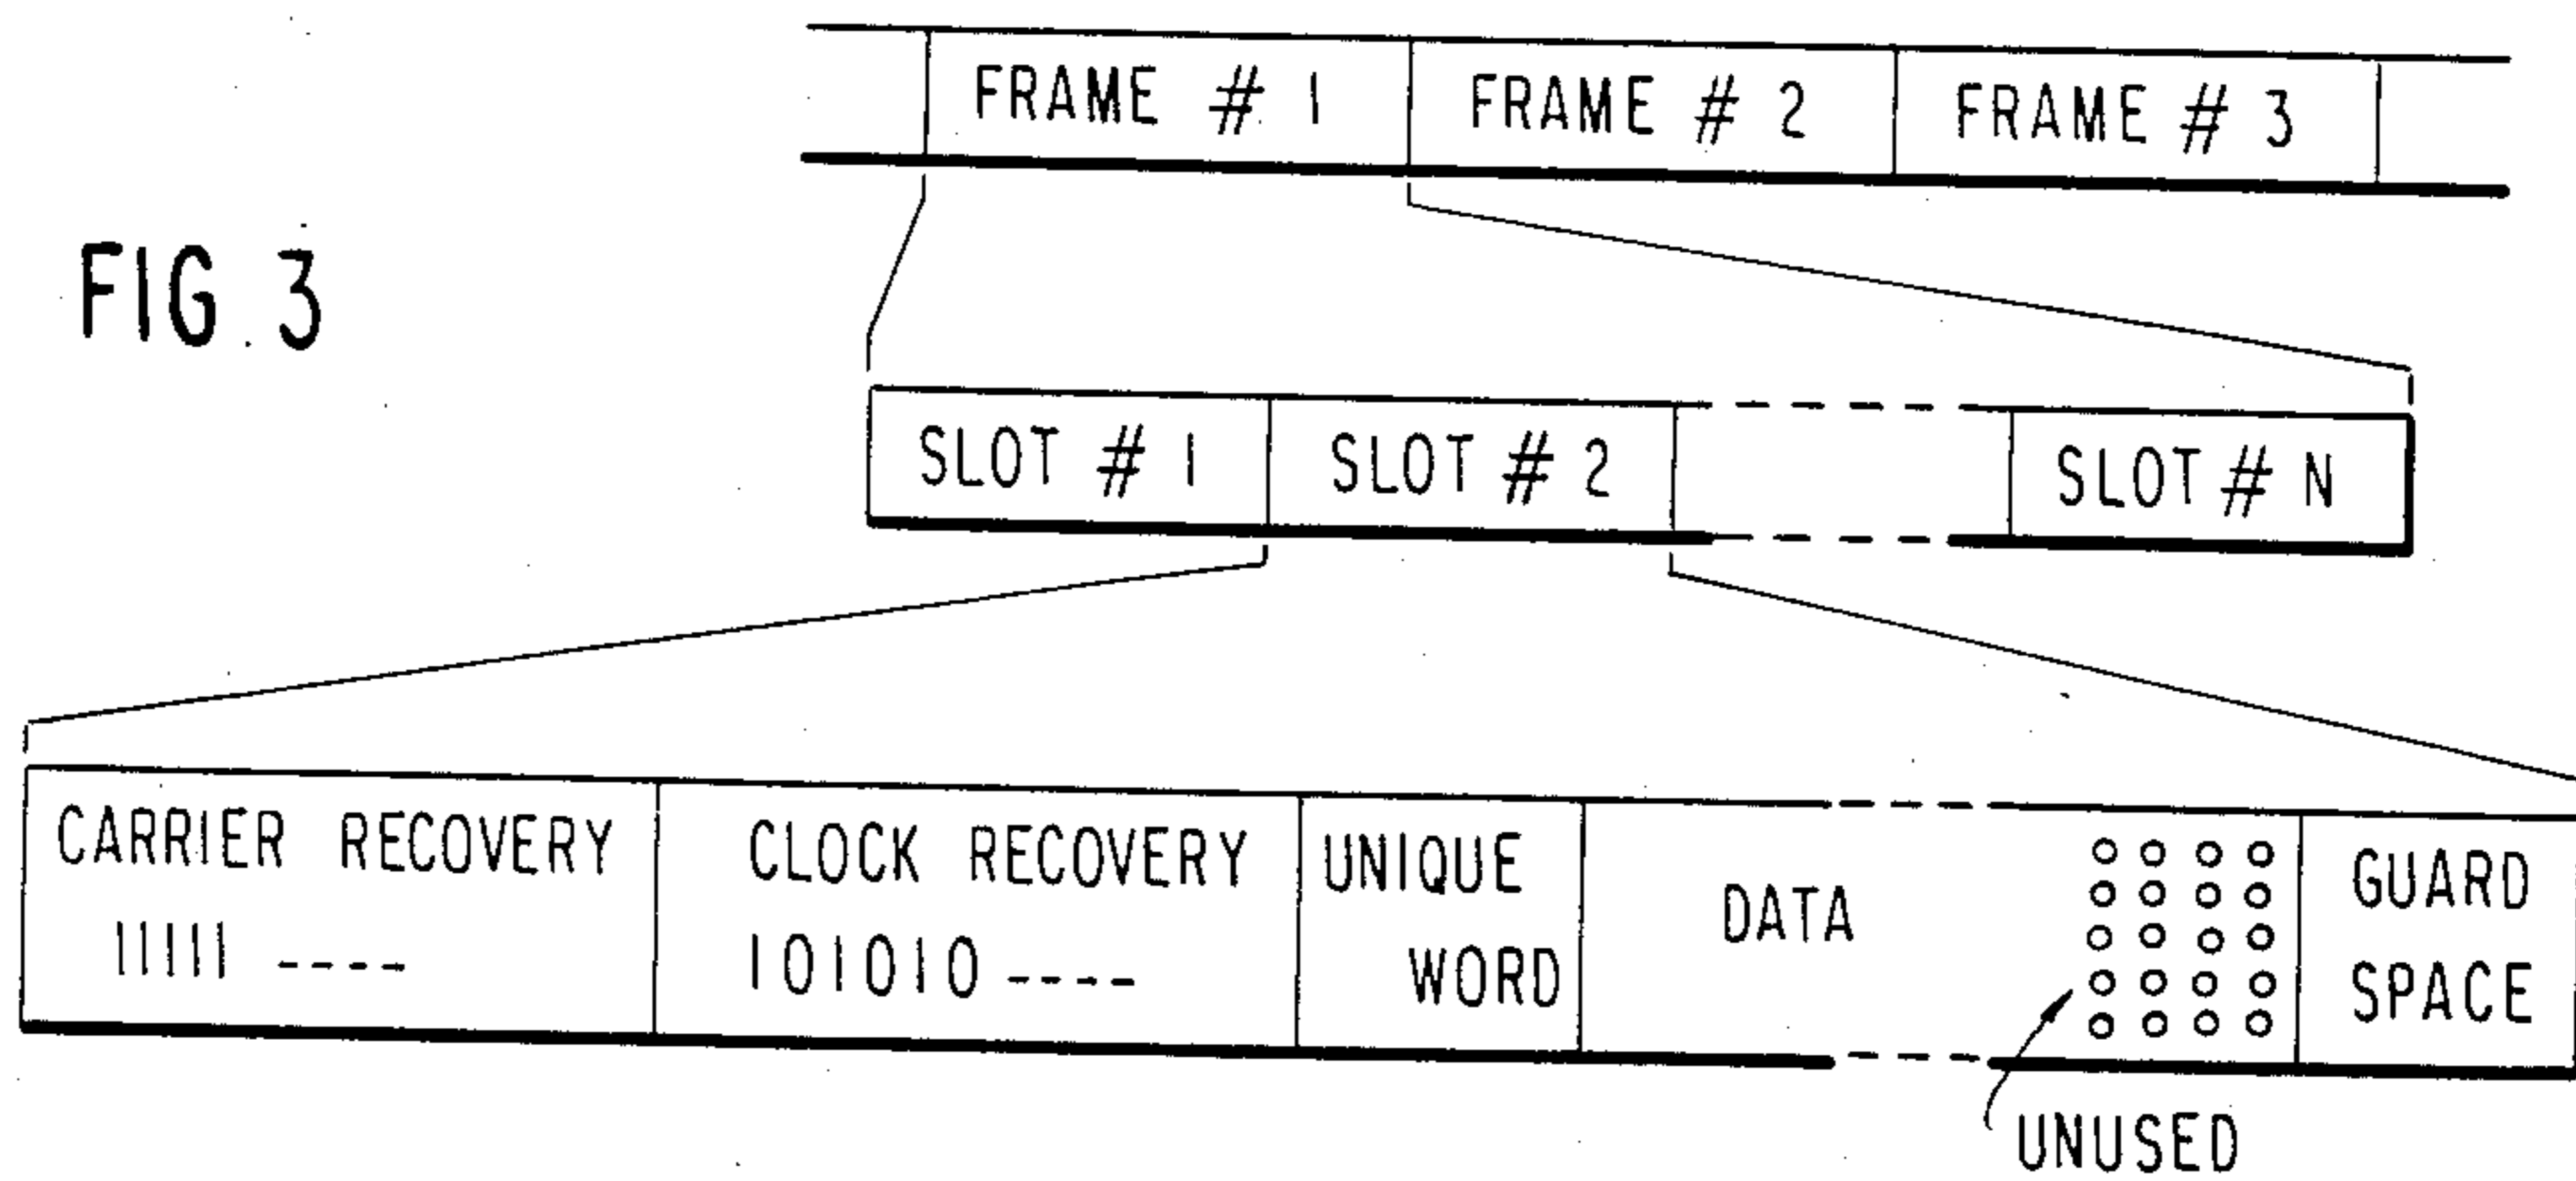 FRAME # 1 FRAME # 2 FRAME # 3
FIG. 3
SLOT # 1 SLOT # 2 SLOT # N
CARRIER RECOVERY
11111 ----
CLOCK RECOVERY
101010 ----
UNIQUE
WORD
DATA
GUARD
SPACE
UNUSED